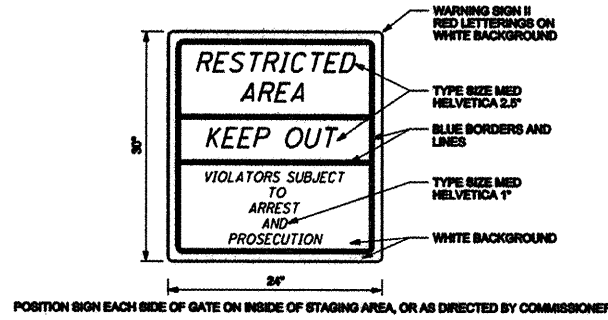 WARNING SIGN II
RED LETTERINGS ON
WHITE BACKGROUND
RESTRICTED
AREA
KEEP OUT
VIOLATORS SUBJECT
TO
ARREST
AND
PROSECUTION
TYPE SIZE MED
HELVETICA 2.5"
BLUE BORDERS AND
LINES
TYPE SIZE MED
HELVETICA 1"
WHITE BACKGROUND
30"
24"
POSITION SIGN EACH SIDE OF GATE ON INSIDE OF STAGING AREA, OR AS DIRECTED BY COMMISSIONER